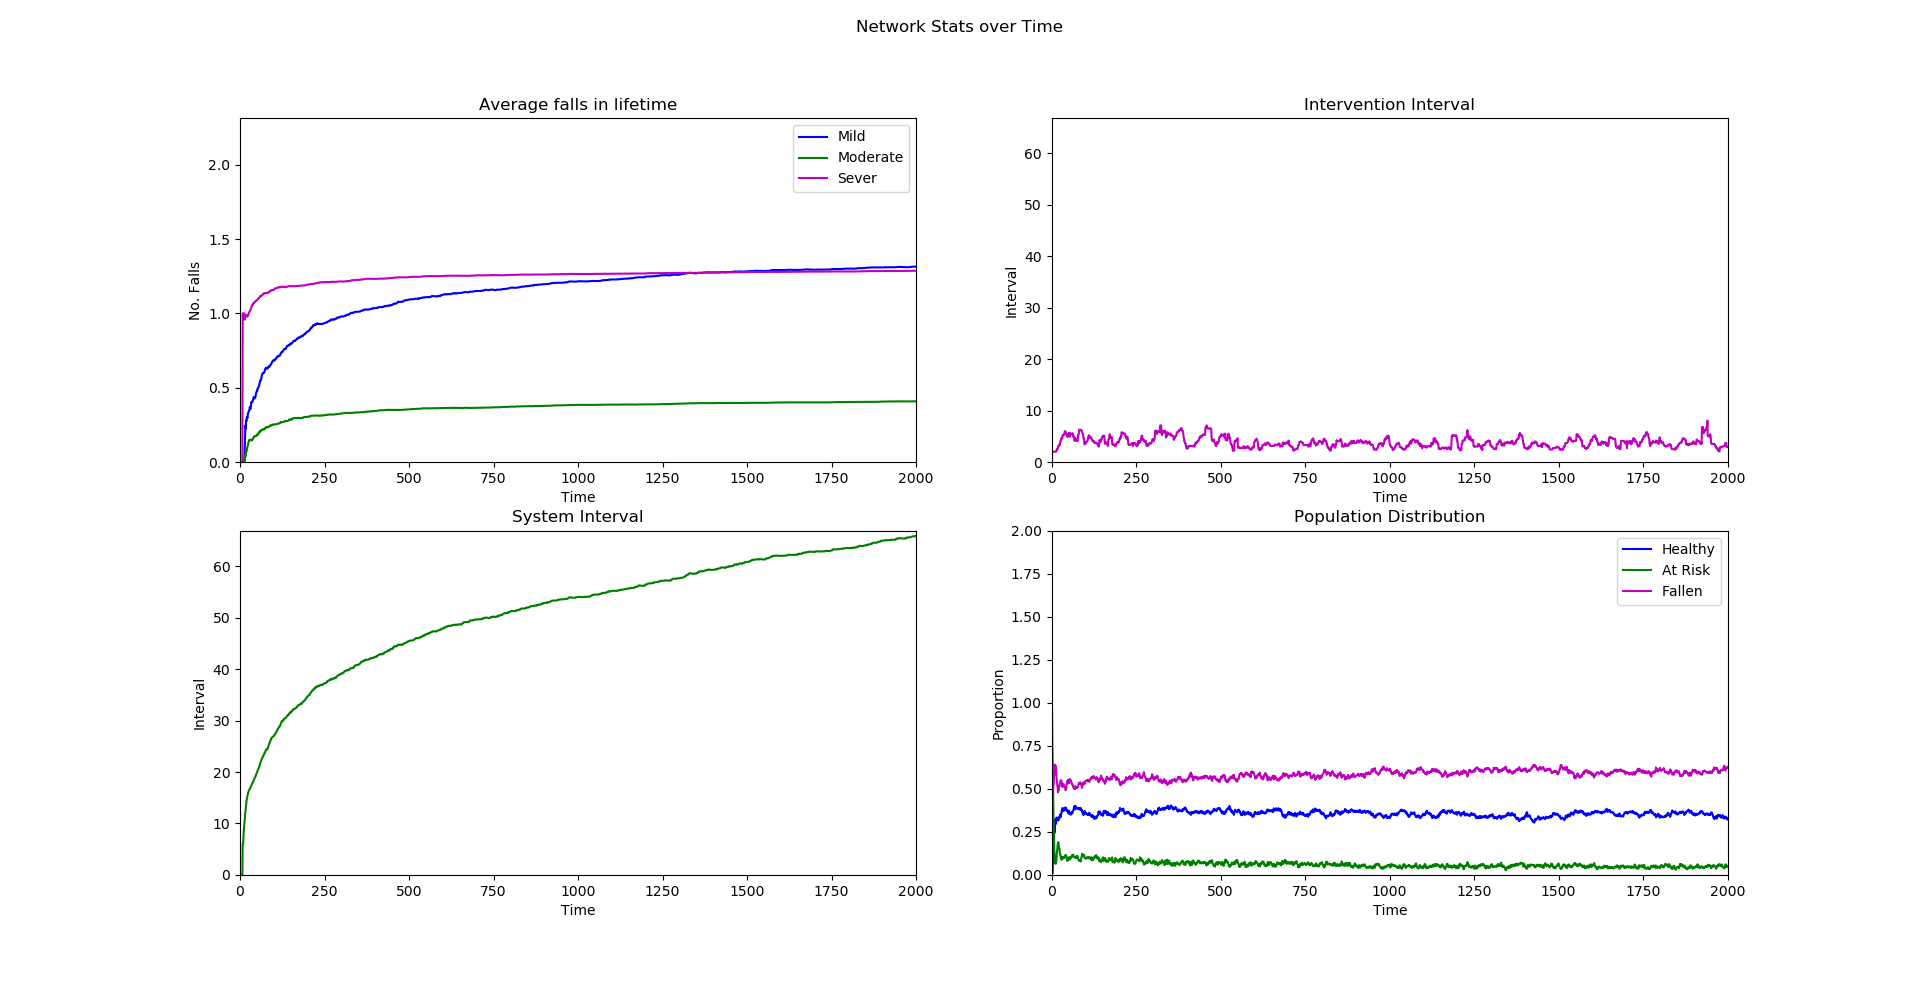 Network Stats over Time
Average falls in lifetime
No. Falls
2.0
1.5
1.0
0.5
0.0
Mild
Moderate
Sever
0 250 500 750 1000 1250 1500 1750 2000
Time
Intervention Interval
Interval
60
50
40
30
20
10
0
0 250 500 750 1000 1250 1500 1750 2000
Time
System Interval
Interval
60
50
40
30
20
10
0
0 250 500 750 1000 1250 1500 1750 2000
Time
Population Distribution
Proportion
2.00
1.75
1.50
1.25
1.00
0.75
0.50
0.25
0.00
Healthy
At Risk
Fallen
0 250 500 750 1000 1250 1500 1750 2000
Time